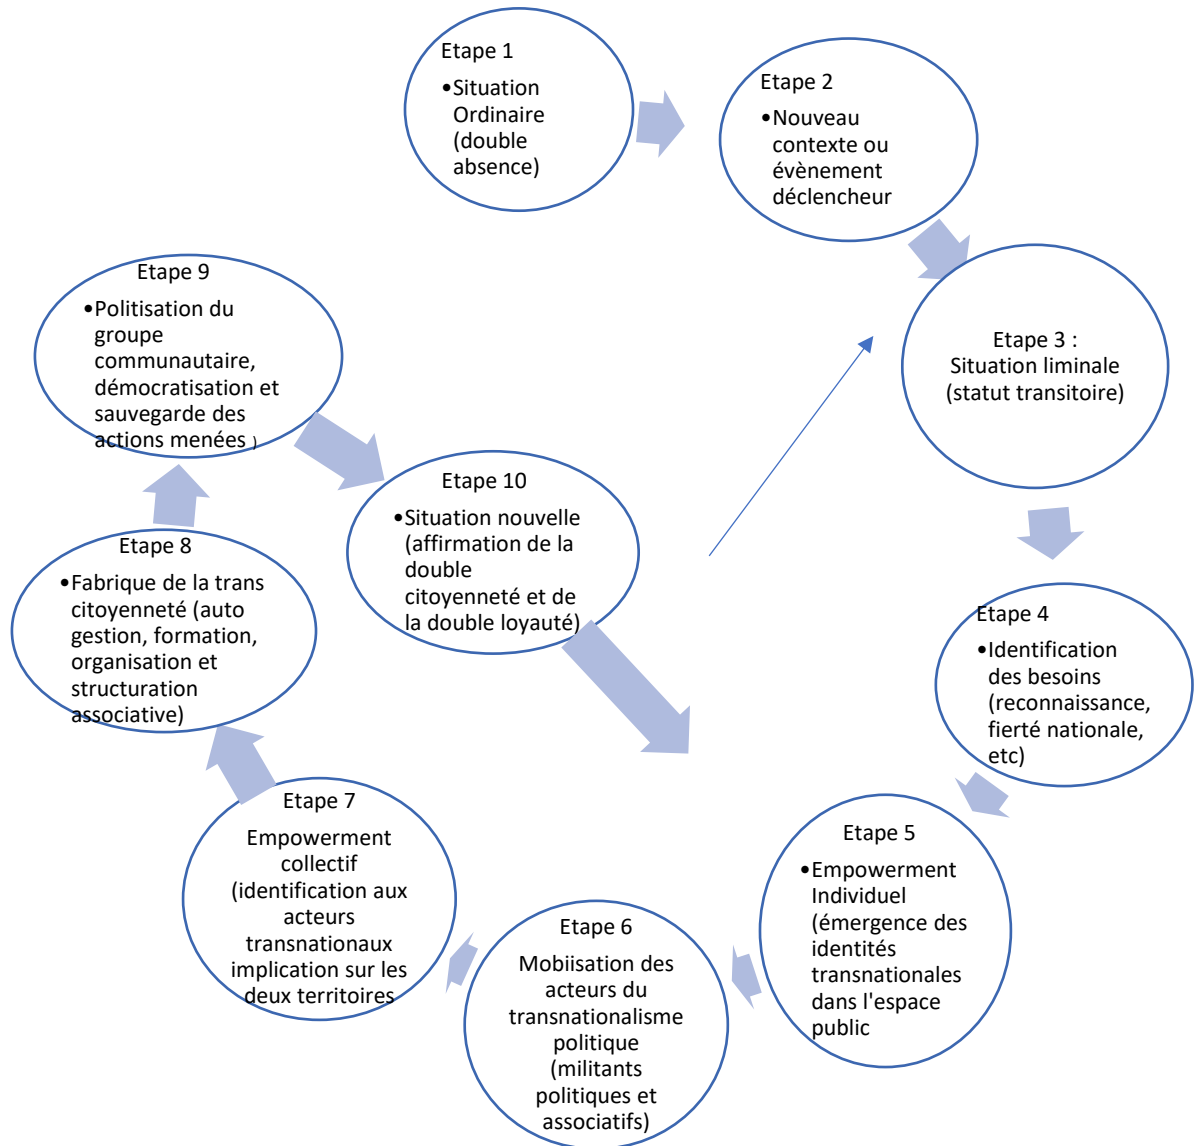 Etape 1
•Situation
Ordinaire
(double
absence)
Etape 2
•Nouveau
contexte ou
évènement
déclencheur
Etape 3 :
Situation liminale
(statut transitoire)
Etape 4
•Identification
des besoins
(reconnaissance,
fierté nationale,
etc)
Etape 5
•Empowerment
Individuel
(émergence des
identités
transnationales
dans l'espace
public
Etape 6
Mobiisation des
acteurs du
transnationalisme
politique
(militants
politiques et
associatifs)
Etape 7
Empowerment
collectif
(identification aux
acteurs
transnationaux
implication sur les
deux territoires
Etape 8
•Fabrique de la trans
citoyenneté (auto
gestion, formation,
organisation et
structuration
associative)
Etape 9
•Politisation du
groupe
communautaire,
démocratisation et
sauvegarde des
actions menées )
Etape 10
•Situation nouvelle
(affirmation de la
double
citoyenneté et de
la double loyauté)